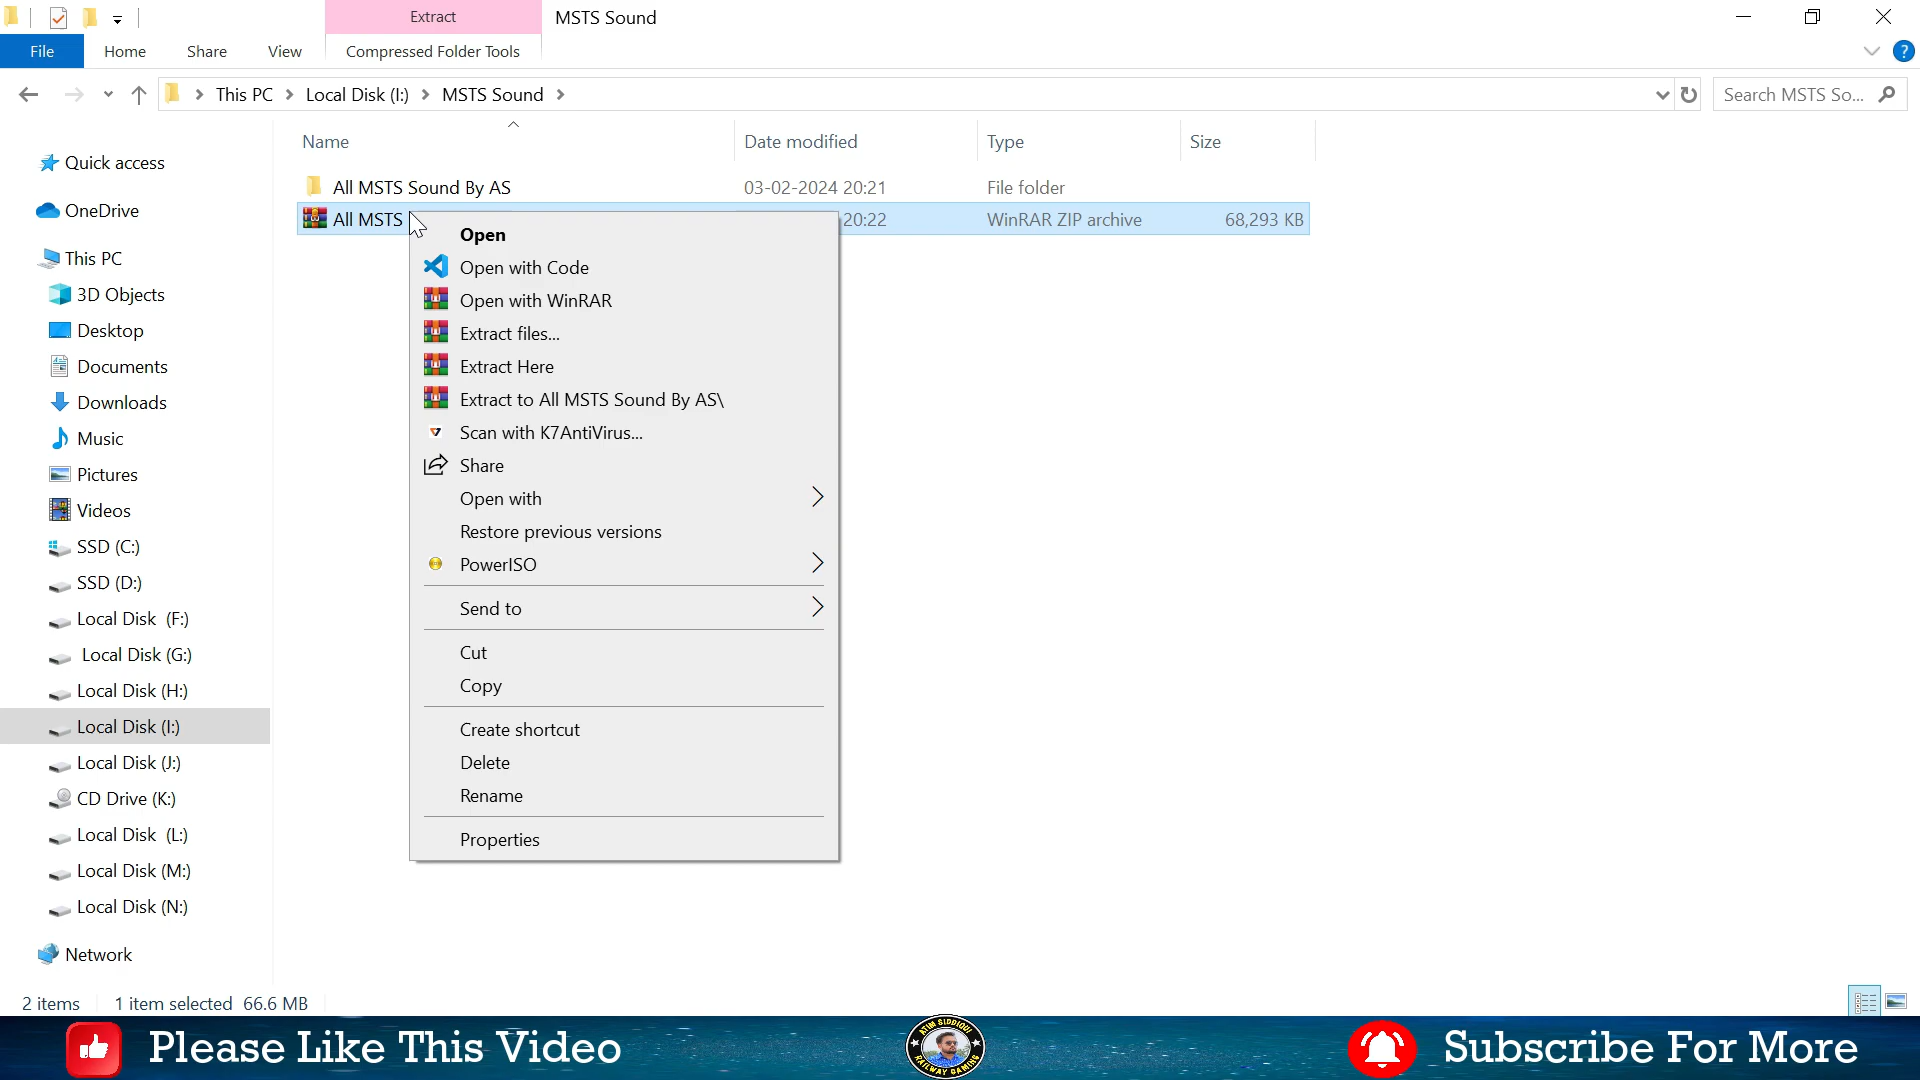 Extract
MSTS Sound
File
Home
Share
View
Compressed Folder Tools
?
This PC
Local Disk (I:)
MSTS Sound
Search MSTS So...
Name
Date modified
Type
Size
Quick access
OneDrive
This PC
3D Objects
Desktop
Documents
Downloads
Music
Pictures
Videos
SSD (C:)
SSD (D:)
Local Disk (F:)
Local Disk (G:)
Local Disk (H:)
Local Disk (I:)
Local Disk (J:)
CD Drive (K:)
Local Disk (L:)
Local Disk (M:)
Local Disk (N:)
Network
All MSTS Sound By AS
03-02-2024 20:21
File folder
All MSTS
20:22
WinRAR ZIP archive
68,293 KB
Open
Open with Code
Open with WinRAR
Extract files...
Extract Here
Extract to All MSTS Sound By AS\
Scan with K7AntiVirus...
Share
Open with
Restore previous versions
PowerISO
Send to
Cut
Copy
Create shortcut
Delete
Rename
Properties
2 items
1 item selected 66.6 MB
Please Like This Video
ATIM SIDDIQUI
RAILWAY GAMING
Subscribe For More